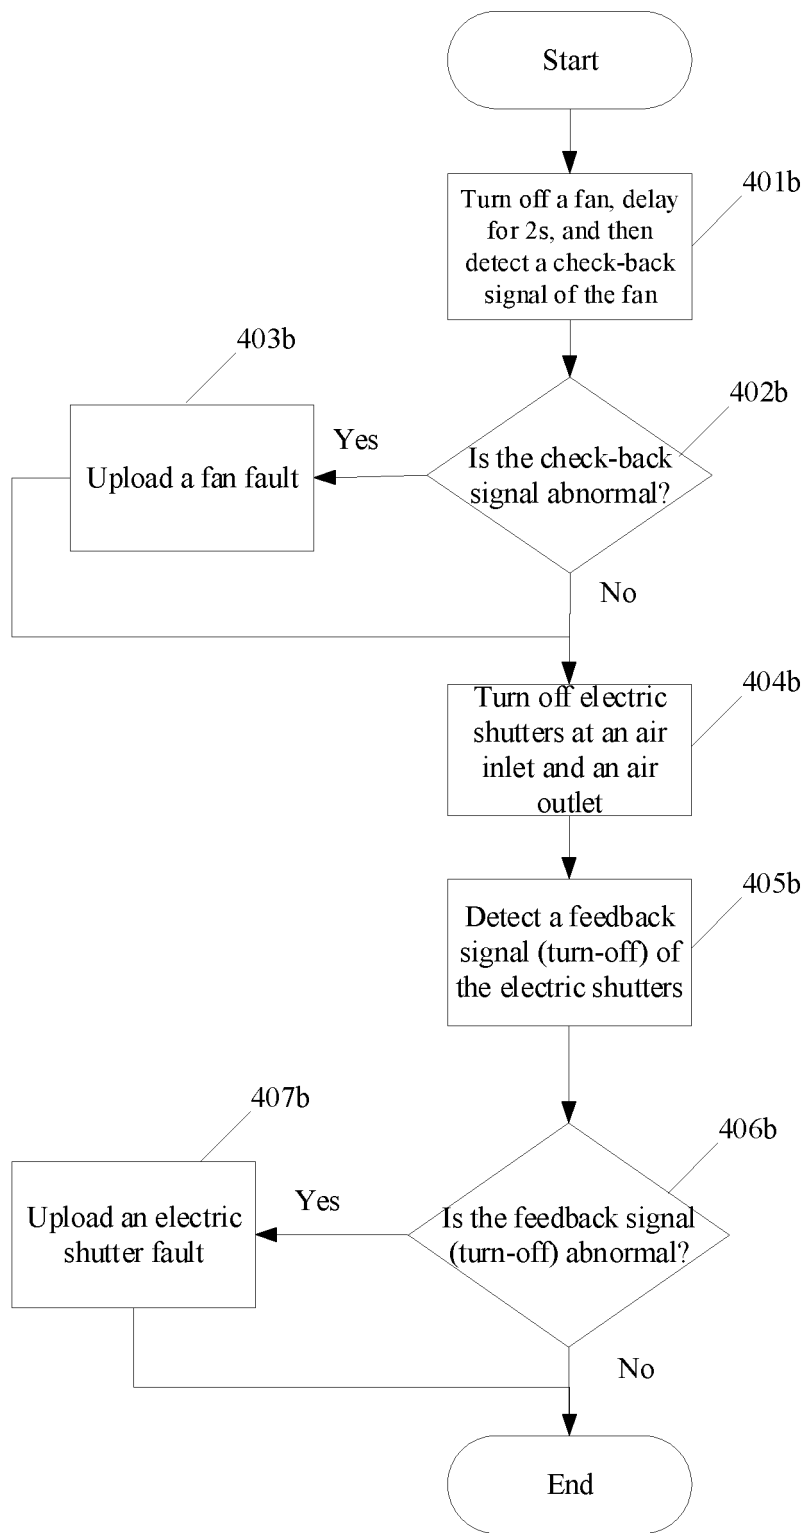 Start
401b
Turn off a fan, delay
for 2s, and then
detect a check-back
signal of the fan
403b
402b
Yes
Upload a fan fault
Is the check-back
signal abnormal?
No
404b
Turn off electric
shutters at an air
inlet and an air
outlet
405b
Detect a feedback
signal (turn-off) of
the electric shutters
407b
406b
Yes
Upload an electric
shutter fault
Is the feedback signal
(turn-off) abnormal?
No
End